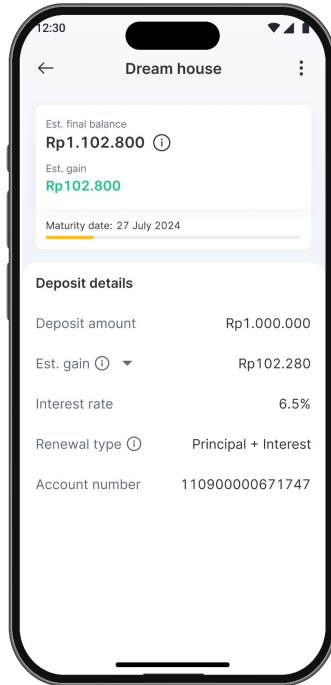 12:30
Dream house
Est. final balance
Rp1.102.800
Est. gain
Rp102.800
Maturity date: 27 July 2024
Deposit details
Deposit amount Rp1.000.000
Est. gain Rp102.280
Interest rate 6.5%
Renewal type Principal + Interest
Account number 110900000671747